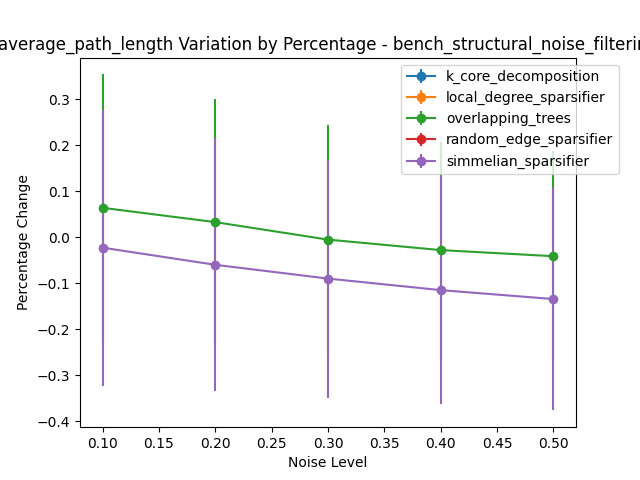 average_path_length Variation by Percentage - bench_structural_noise_filterin
k_core_decomposition
local_degree_sparsifier
overlapping_trees
random_edge_sparsifier
simmelian_sparsifier
Percentage Change
0.3
0.2
0.1
0.0
−0.1
−0.2
−0.3
−0.4
0.10 0.15 0.20 0.25 0.30 0.35 0.40 0.45 0.50
Noise Level